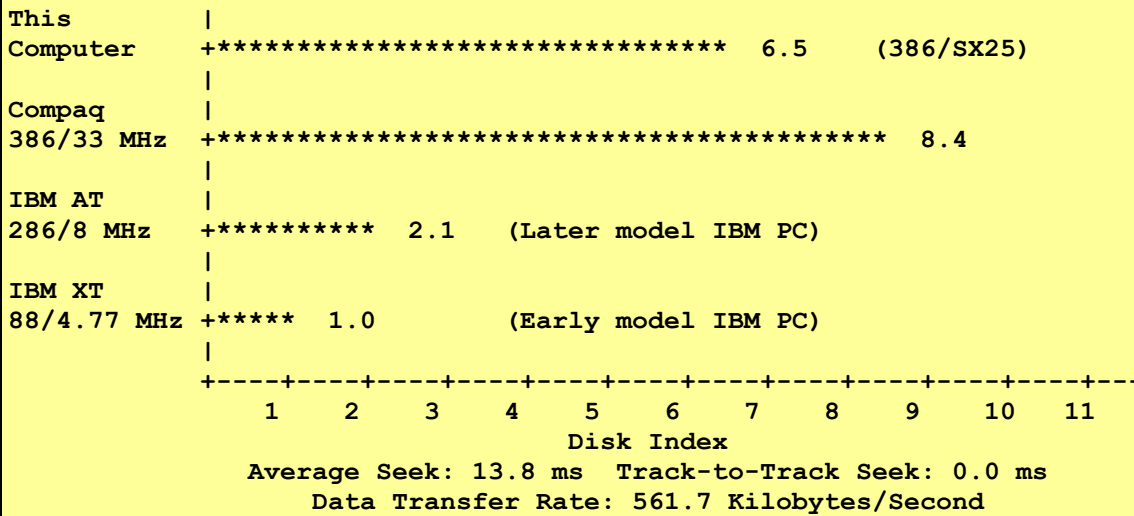 This        |
Computer    +******************************** 6.5    (386/SX25)
            |
Compaq      |
386/33 MHz  +****************************************** 8.4
            |
IBM AT      |
286/8 MHz   +********** 2.1   (Later model IBM PC)
            |
IBM XT      |
88/4.77 MHz +***** 1.0        (Early model IBM PC)
            |
            +----+----+----+----+----+----+----+----+----+----+----+---
                1    2    3    4    5    6    7    8    9    10   11
                                   Disk Index
               Average Seek: 13.8 ms  Track-to-Track Seek: 0.0 ms
                   Data Transfer Rate: 561.7 Kilobytes/Second